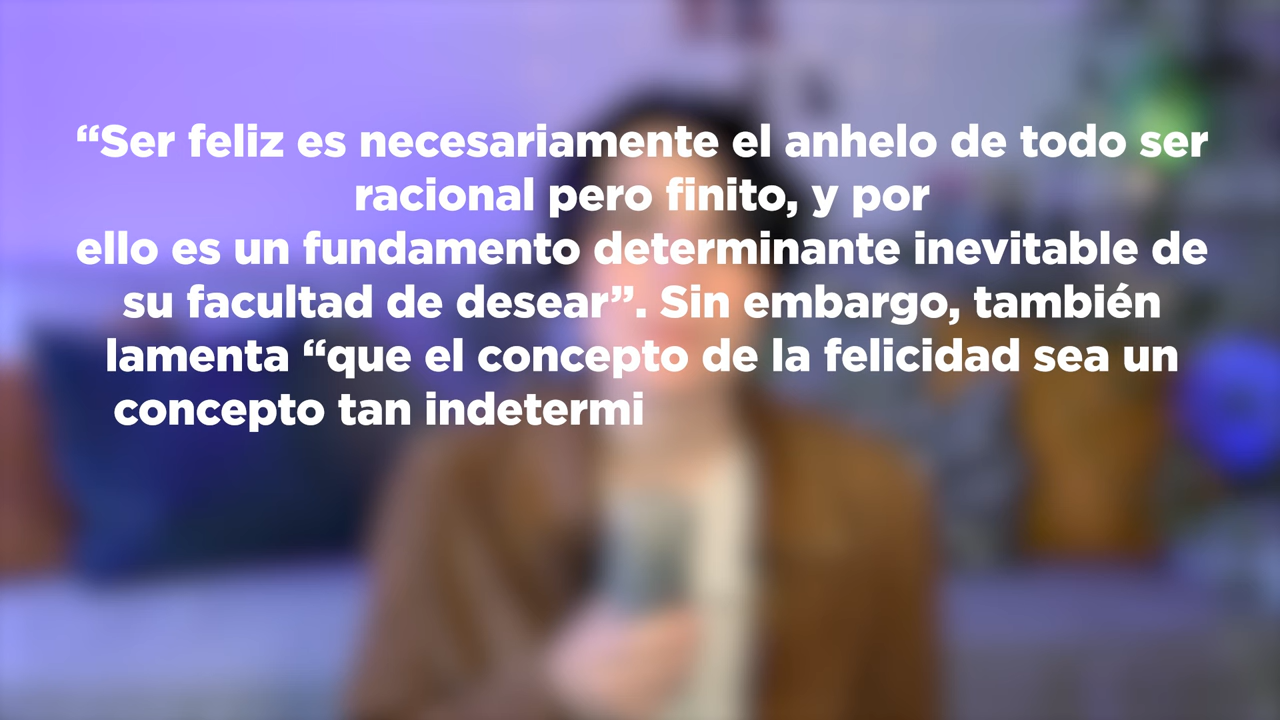 “Ser feliz es necesariamente el anhelo de todo ser
racional pero finito, y por
ello es un fundamento determinante inevitable de
su facultad de desear”. Sin embargo, también
lamenta “que el concepto de la felicidad sea un
concepto tan indetermi